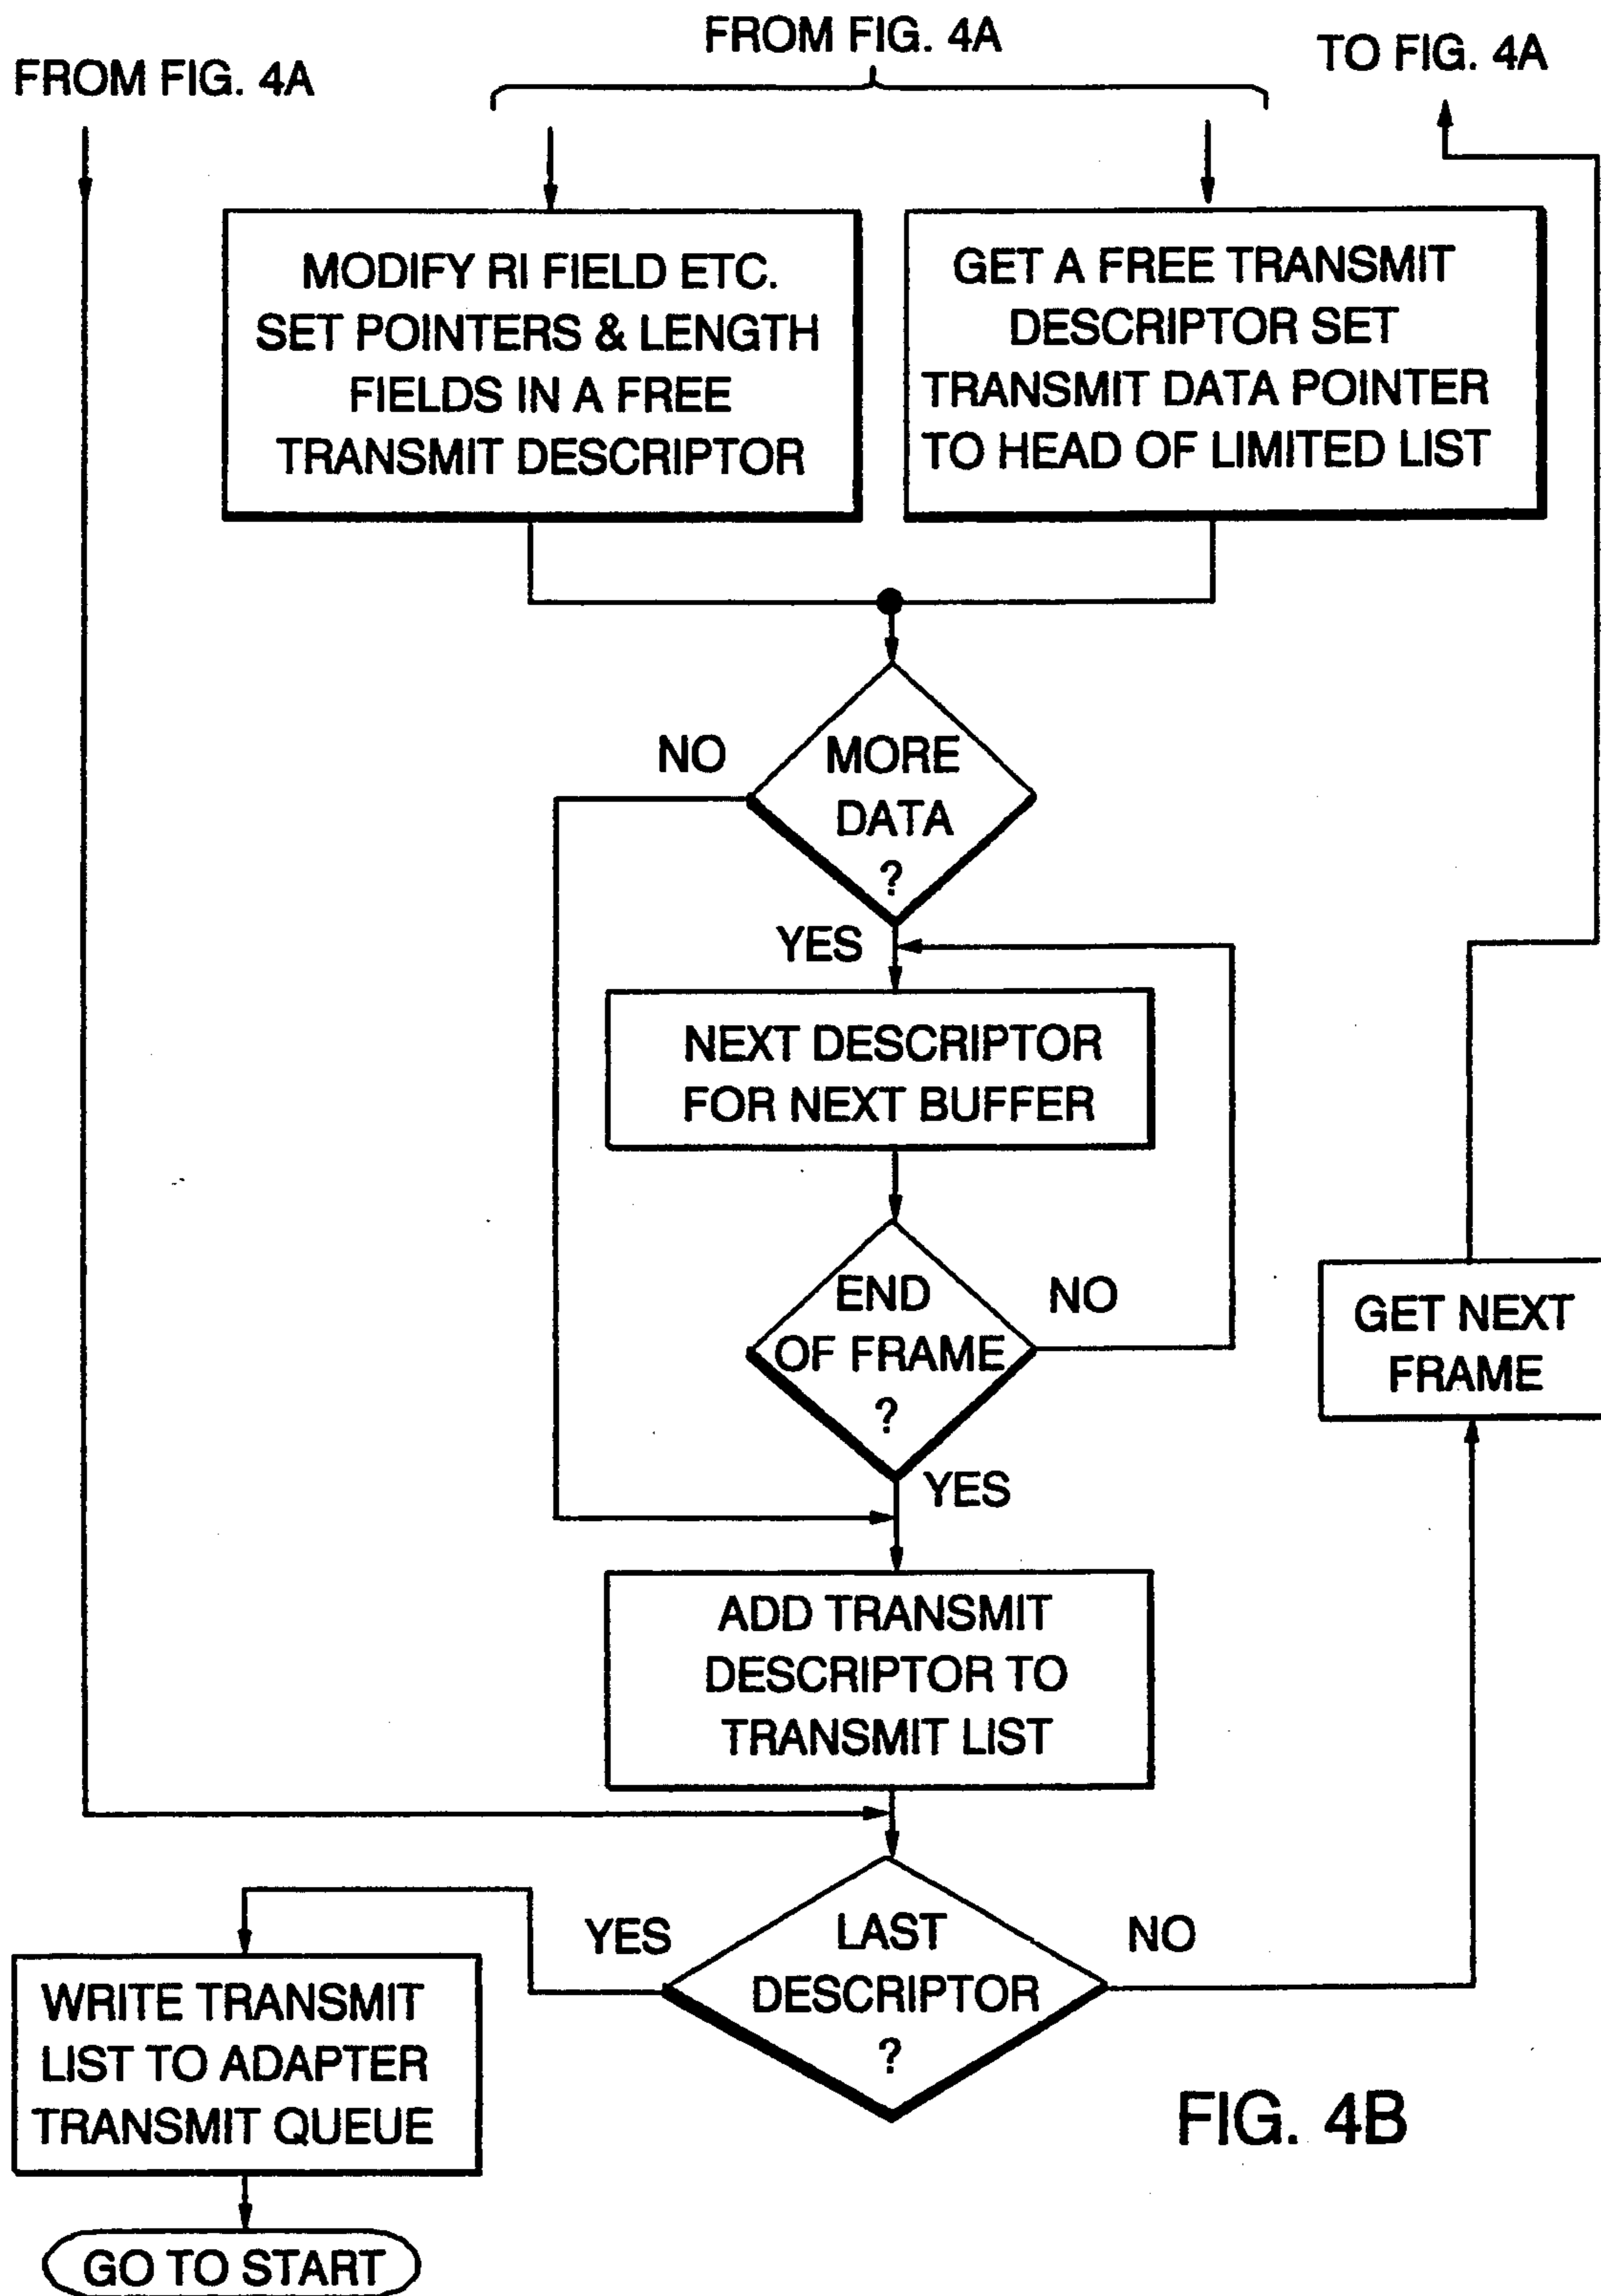 FROM FIG. 4A
FROM FIG. 4A
TO FIG. 4A
MODIFY RI FIELD ETC.
SET POINTERS & LENGTH
FIELDS IN A FREE
TRANSMIT DESCRIPTOR
GET A FREE TRANSMIT
DESCRIPTOR SET
TRANSMIT DATA POINTER
TO HEAD OF LIMITED LIST
NO
MORE
DATA
?
YES
NEXT DESCRIPTOR
FOR NEXT BUFFER
END
OF FRAME
?
NO
YES
GET NEXT
FRAME
ADD TRANSMIT
DESCRIPTOR TO
TRANSMIT LIST
YES
LAST
DESCRIPTOR
?
NO
WRITE TRANSMIT
LIST TO ADAPTER
TRANSMIT QUEUE
GO TO START
FIG. 4B